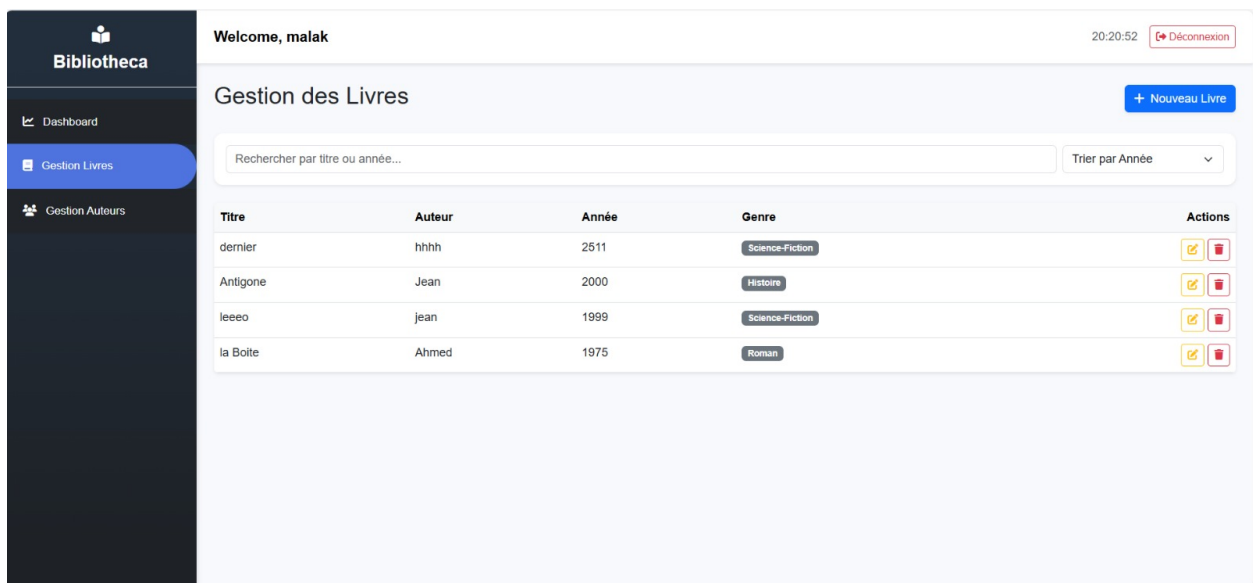 Bibliotheca
Dashboard
Gestion Livres
Gestion Auteurs
Welcome, malak
20:20:52 Déconnexion
Gestion des Livres
+ Nouveau Livre
Rechercher par titre ou année...
Trier par Année
Titre Auteur Année Genre Actions
dernier hhhh 2511 Science-Fiction
Antigone Jean 2000 Histoire
leeeo jean 1999 Science-Fiction
la Boite Ahmed 1975 Roman